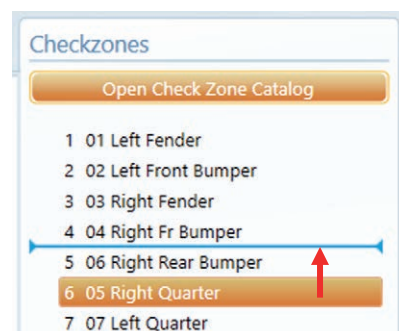 Checkzones
Open Check Zone Catalog
1 01 Left Fender
2 02 Left Front Bumper
3 03 Right Fender
4 04 Right Fr Bumper
5 06 Right Rear Bumper
6 05 Right Quarter
7 07 Left Quarter